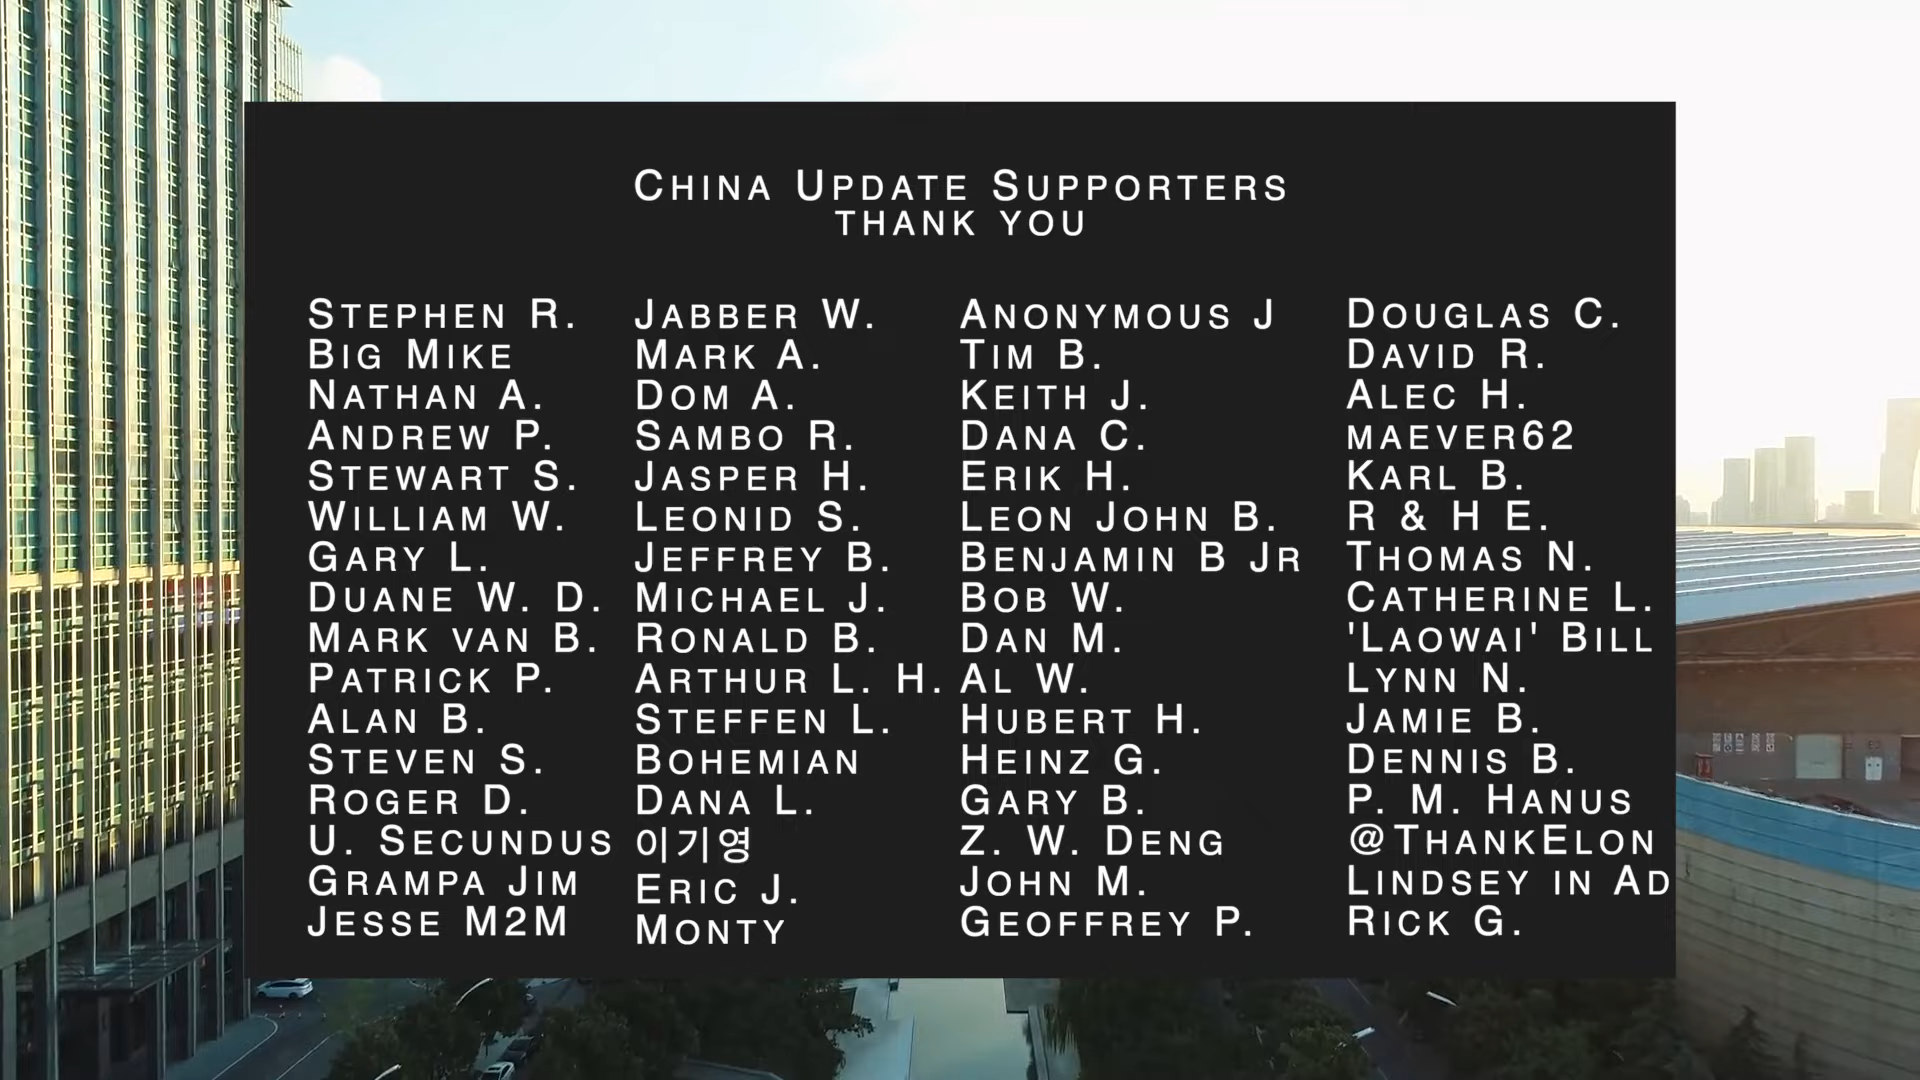 China Update Supporters
THANK YOU
Stephen R.
Big Mike
Nathan A.
Andrew P.
Stewart S.
William W.
Gary L.
Duane W. D.
Mark van B.
Patrick P.
Alan B.
Steven S.
Roger D.
U. Secundus
Grampa Jim
Jesse M2M
Jabber W.
Mark A.
Dom A.
Sambo R.
Jasper H.
Leonid S.
Jeffrey B.
Michael J.
Ronald B.
Arthur L. H.
Steffen L.
Bohemian
Dana L.
이기영
Eric J.
Monty
Anonymous J
Tim B.
Keith J.
Dana C.
Erik H.
Leon John B.
Benjamin B Jr
Bob W.
Dan M.
Al W.
Hubert H.
Heinz G.
Gary B.
Z. W. Deng
John M.
Geoffrey P.
Douglas C.
David R.
Alec H.
maever62
Karl B.
R & H E.
Thomas N.
Catherine L.
'Laowai' Bill
Lynn N.
Jamie B.
Dennis B.
P. M. Hanus
@ThankElon
Lindsey in AD
Rick G.